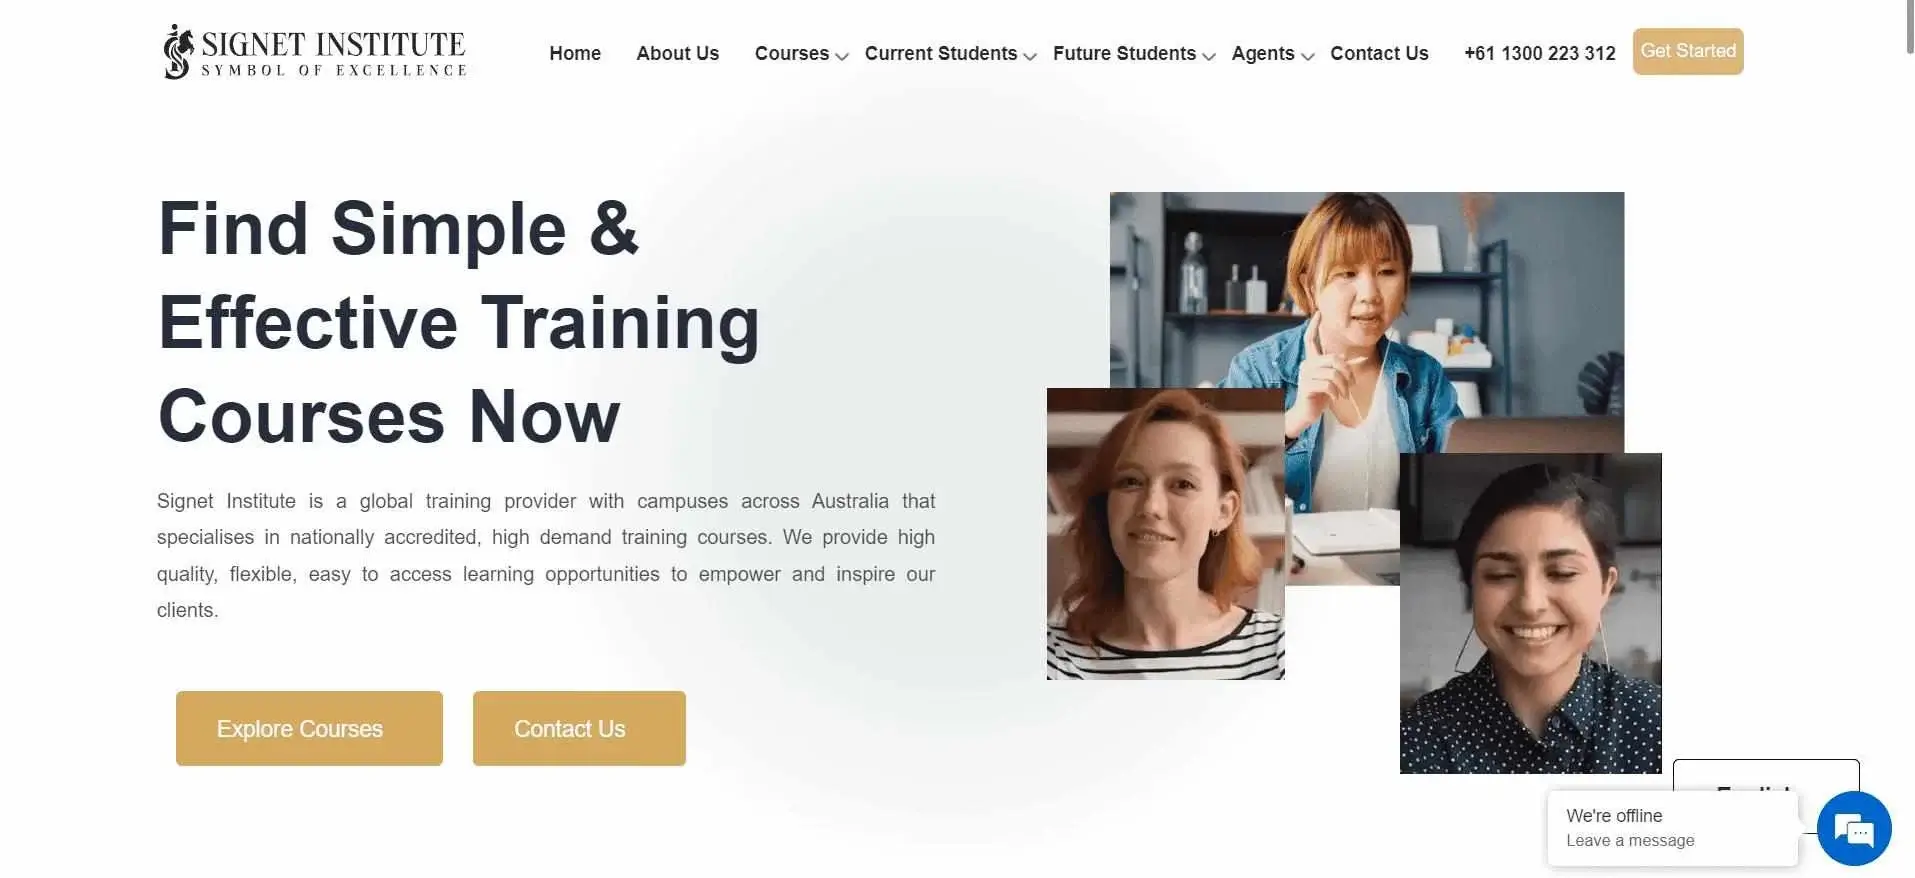 SIGNET INSTITUTE
SYMBOL OF EXCELLENCE
Home About Us Courses Current Students Future Students Agents Contact Us +61 1300 223 312 Get Started
Find Simple &
Effective Training
Courses Now
Signet Institute is a global training provider with campuses across Australia that
specialises in nationally accredited, high demand training courses. We provide high
quality, flexible, easy to access learning opportunities to empower and inspire our
clients.
Explore Courses Contact Us
We're offline
Leave a message